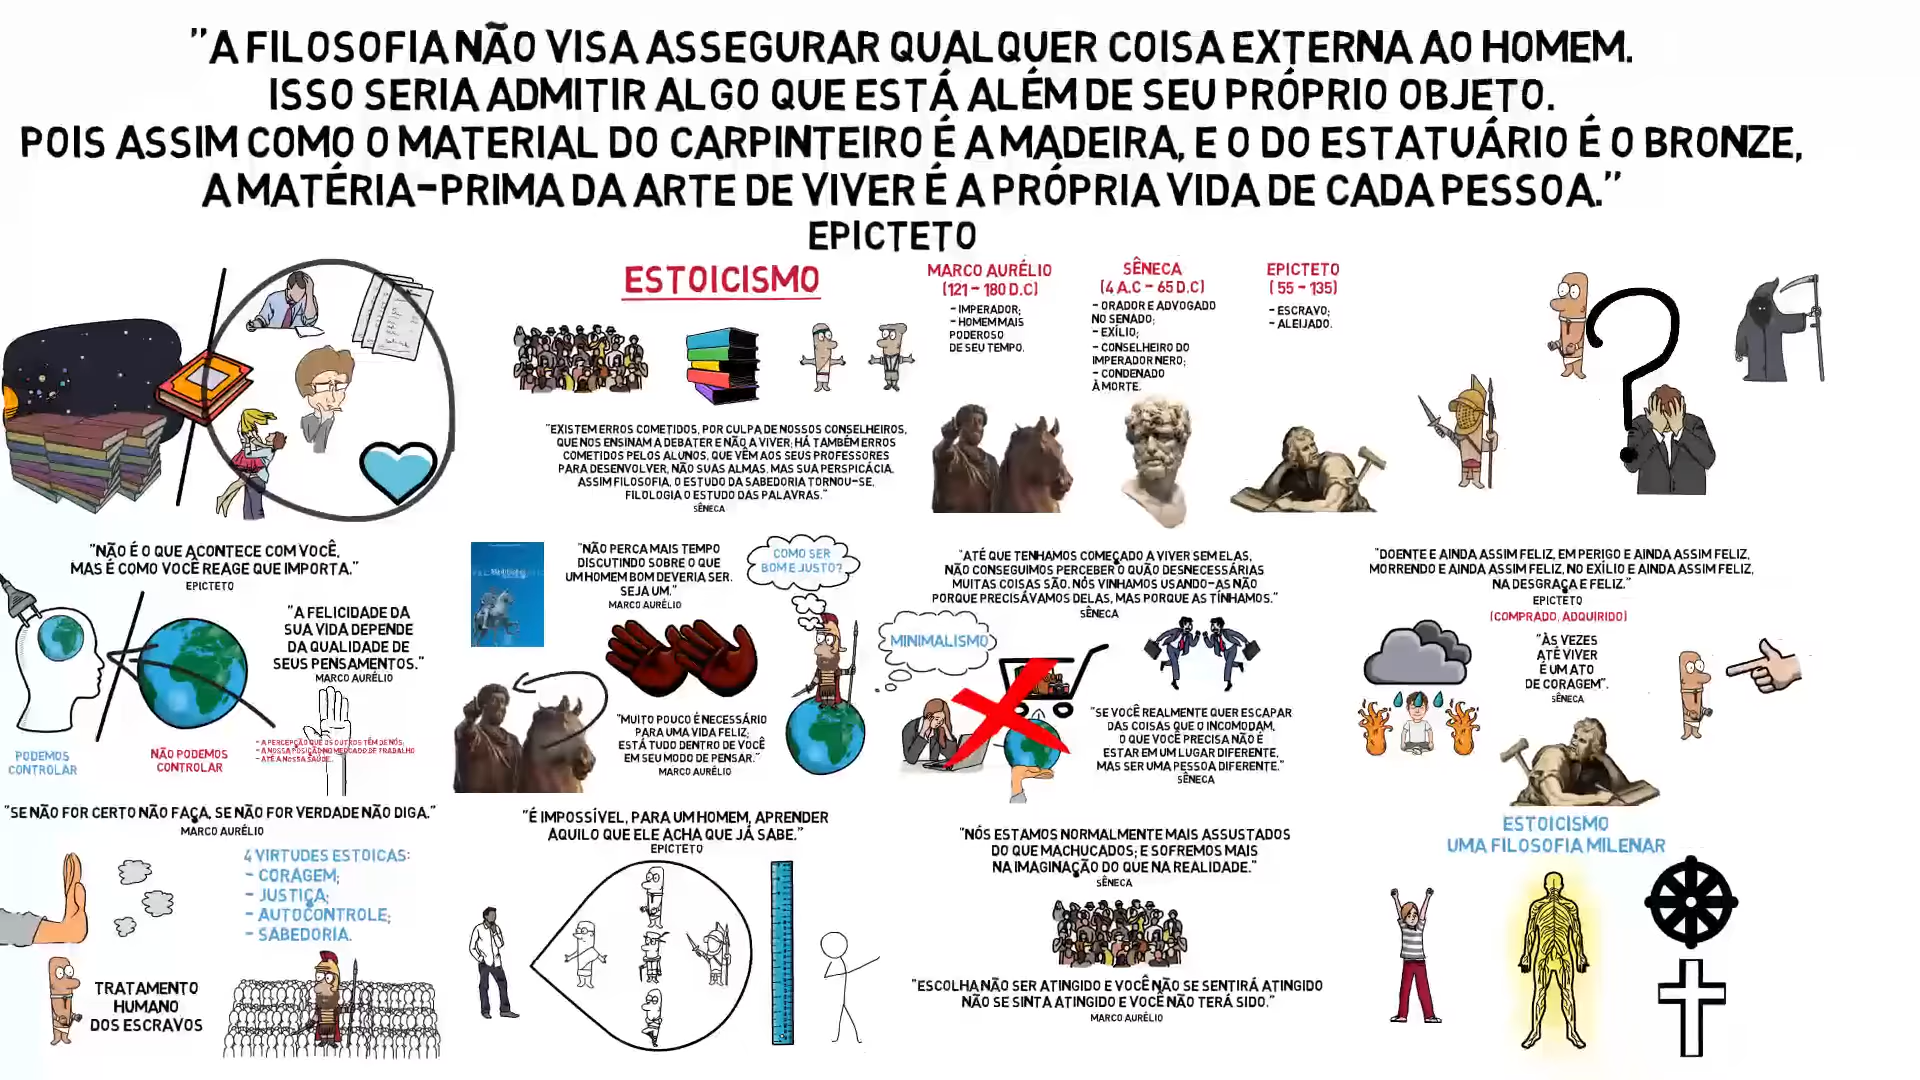 "A FILOSOFIA NÃO VISA ASSEGURAR QUALQUER COISA EXTERNA AO HOMEM.
ISSO SERIA ADMITIR ALGO QUE ESTÁ ALÉM DE SEU PRÓPRIO OBJETO.
POIS ASSIM COMO O MATERIAL DO CARPINTEIRO É A MADEIRA, E O DO ESTATUÁRIO É O BRONZE,
A MATÉRIA-PRIMA DA ARTE DE VIVER É A PRÓPRIA VIDA DE CADA PESSOA."
EPICTETO
ESTOICISMO
"EXISTEM ERROS COMETIDOS, POR CULPA DE NOSSOS CONSELHEIROS,
QUE NOS ENSINAM A DEBATER E NÃO A VIVER; HÁ TAMBÉM ERROS
COMETIDOS PELOS ALUNOS, QUE VÊM AOS SEUS PROFESSORES
PARA DESENVOLVER, NÃO SUAS ALMAS, MAS SUA PERSPICÁCIA.
ASSIM FILOSOFIA, O ESTUDO DA SABEDORIA TORNOU-SE,
FILOLOGIA O ESTUDO DAS PALAVRAS."
SÊNECA
MARCO AURÉLIO
(121 - 180 D.C)
- IMPERADOR;
- HOMEM MAIS
PODEROSO
DE SEU TEMPO.
SÊNECA
(4 A.C - 65 D.C)
- ORADOR E ADVOGADO
NO SENADO;
- EXÍLIO;
- CONSELHEIRO DO
IMPERADOR NERO;
- CONDENADO
À MORTE.
EPICTETO
( 55 - 135)
- ESCRAVO;
- ALEIJADO.
"NÃO É O QUE ACONTECE COM VOCÊ,
MAS É COMO VOCÊ REAGE QUE IMPORTA."
EPICTETO
"A FELICIDADE DA
SUA VIDA DEPENDE
DA QUALIDADE DE
SEUS PENSAMENTOS."
MARCO AURÉLIO
PODEMOS
CONTROLAR
NÃO PODEMOS
CONTROLAR
- A PERCEPÇÃO QUE OS OUTROS TÊM DE NÓS;
- A NOSSA POSIÇÃO NO MERCADO DE TRABALHO
- ATÉ A NOSSA SAÚDE.
"NÃO PERCA MAIS TEMPO
DISCUTINDO SOBRE O QUE
UM HOMEM BOM DEVERIA SER.
SEJA UM."
MARCO AURÉLIO
COMO SER
BOM E JUSTO?
"MUITO POUCO É NECESSÁRIO
PARA UMA VIDA FELIZ;
ESTÁ TUDO DENTRO DE VOCÊ
EM SEU MODO DE PENSAR."
MARCO AURÉLIO
"ATÉ QUE TENHAMOS COMEÇADO A VIVER SEM ELAS,
NÃO CONSEGUIMOS PERCEBER O QUÃO DESNECESSÁRIAS
MUITAS COISAS SÃO. NÓS VINHAMOS USANDO-AS NÃO
PORQUE PRECISÁVAMOS DELAS, MAS PORQUE AS TÍNHAMOS."
SÊNECA
MINIMALISMO
"SE VOCÊ REALMENTE QUER ESCAPAR
DAS COISAS QUE O INCOMODAM,
O QUE VOCÊ PRECISA NÃO É
ESTAR EM UM LUGAR DIFERENTE,
MAS SER UMA PESSOA DIFERENTE."
SÊNECA
"DOENTE E AINDA ASSIM FELIZ, EM PERIGO E AINDA ASSIM FELIZ,
MORRENDO E AINDA ASSIM FELIZ, NO EXÍLIO E AINDA ASSIM FELIZ,
NA DESGRAÇA E FELIZ."
EPICTETO
(COMPRADO, ADQUIRIDO)
"ÀS VEZES
ATÉ VIVER
É UM ATO
DE CORAGEM".
SÊNECA
"SE NÃO FOR CERTO NÃO FAÇA, SE NÃO FOR VERDADE NÃO DIGA."
MARCO AURÉLIO
4 VIRTUDES ESTOICAS:
- CORAGEM;
- JUSTIÇA;
- AUTOCONTROLE;
- SABEDORIA.
TRATAMENTO
HUMANO
DOS ESCRAVOS
"É IMPOSSÍVEL, PARA UM HOMEM, APRENDER
AQUILO QUE ELE ACHA QUE JÁ SABE."
EPICTETO
"NÓS ESTAMOS NORMALMENTE MAIS ASSUSTADOS
DO QUE MACHUCADOS; E SOFREMOS MAIS
NA IMAGINAÇÃO DO QUE NA REALIDADE."
SÊNECA
"ESCOLHA NÃO SER ATINGIDO E VOCÊ NÃO SE SENTIRÁ ATINGIDO
NÃO SE SINTA ATINGIDO E VOCÊ NÃO TERÁ SIDO."
MARCO AURÉLIO
ESTOICISMO
UMA FILOSOFIA MILENAR